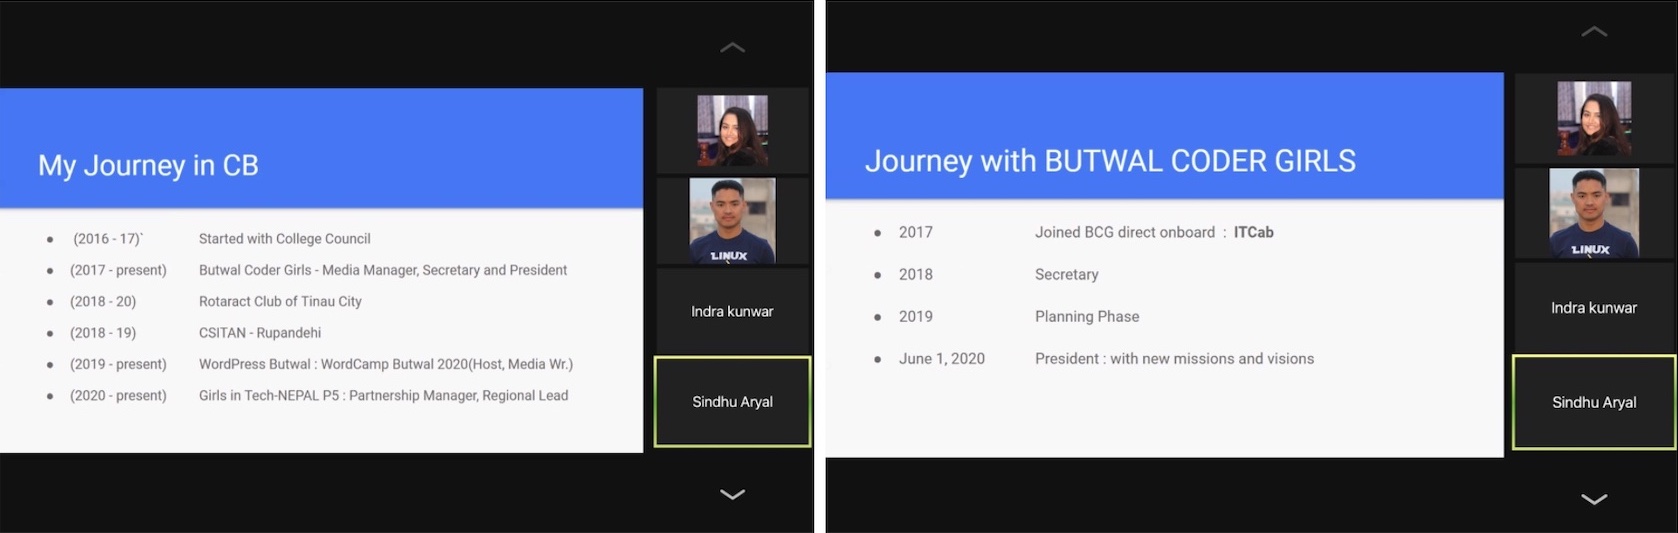 My Journey in CB
(2016 - 17)` Started with College Council
(2017 - present) Butwal Coder Girls - Media Manager, Secretary and President
(2018 - 20) Rotaract Club of Tinau City
(2018 - 19) CSITAN - Rupandehi
(2019 - present) WordPress Butwal : WordCamp Butwal 2020(Host, Media Wr.)
(2020 - present) Girls in Tech-NEPAL P5 : Partnership Manager, Regional Lead
LINUX
Indra kunwar
Sindhu Aryal
Journey with BUTWAL CODER GIRLS
2017 Joined BCG direct onboard : ITCab
2018 Secretary
2019 Planning Phase
June 1, 2020 President : with new missions and visions
LINUX
Indra kunwar
Sindhu Aryal